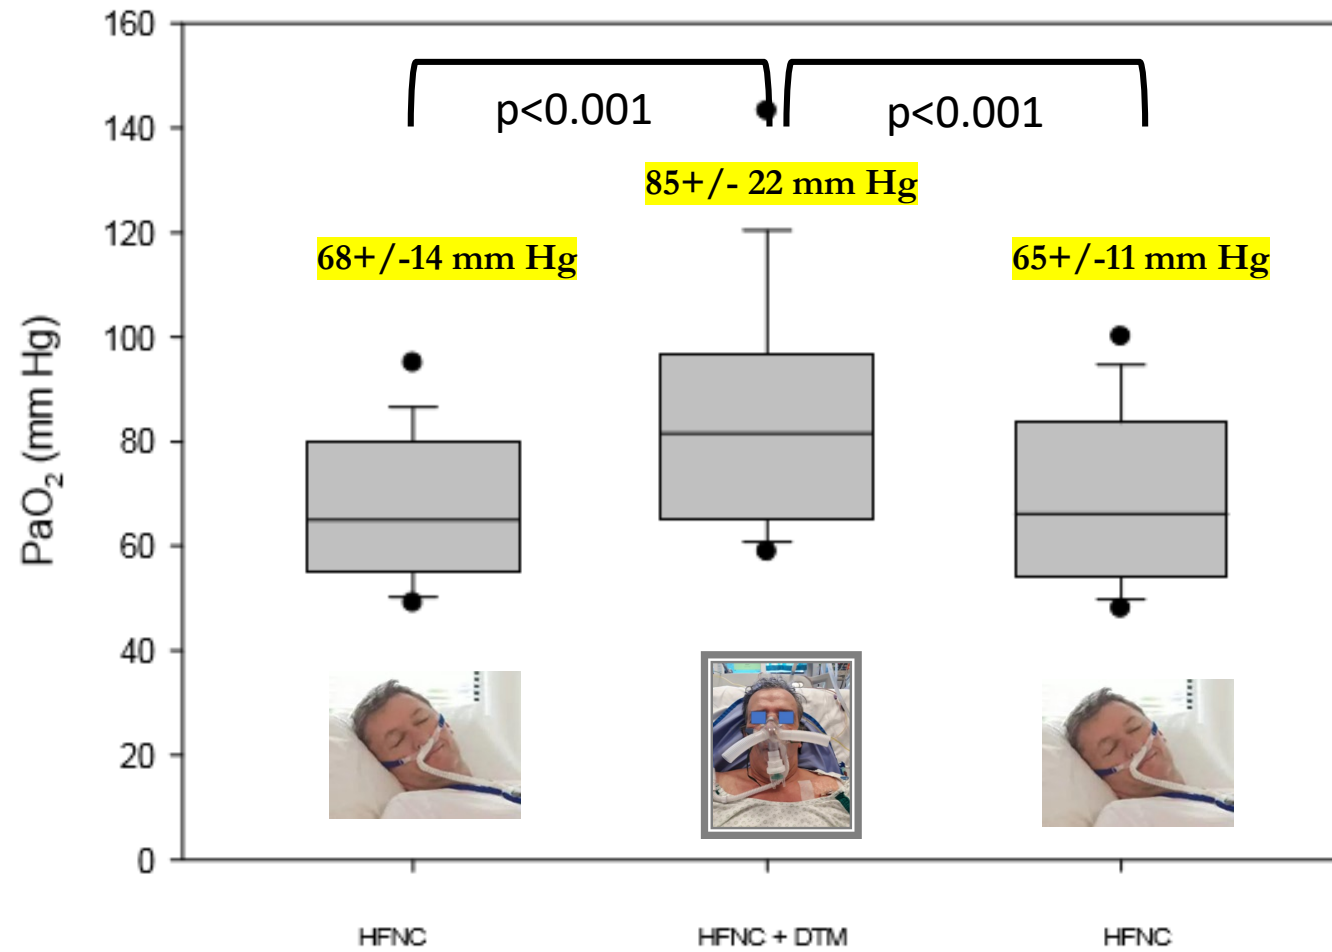 160
140
120
100
80
60
40
20
0
PaO₂ (mm Hg)
p<0.001
p<0.001
85+/- 22 mm Hg
68+/-14 mm Hg
65+/-11 mm Hg
HFNC
HFNC + DTM
HFNC